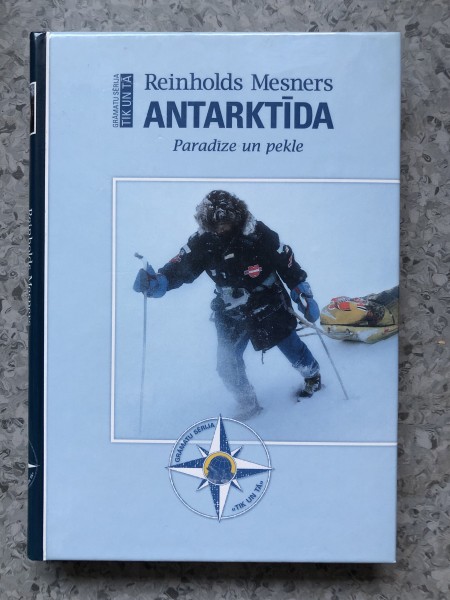 GRĀMATU SĒRIJA
TIK UN TĀ
Reinholds Mesners
ANTARKTĪDA
Paradīze un pekle
GRĀMATU SĒRIJA
«TIK UN TĀ»
Reinholds Mesners